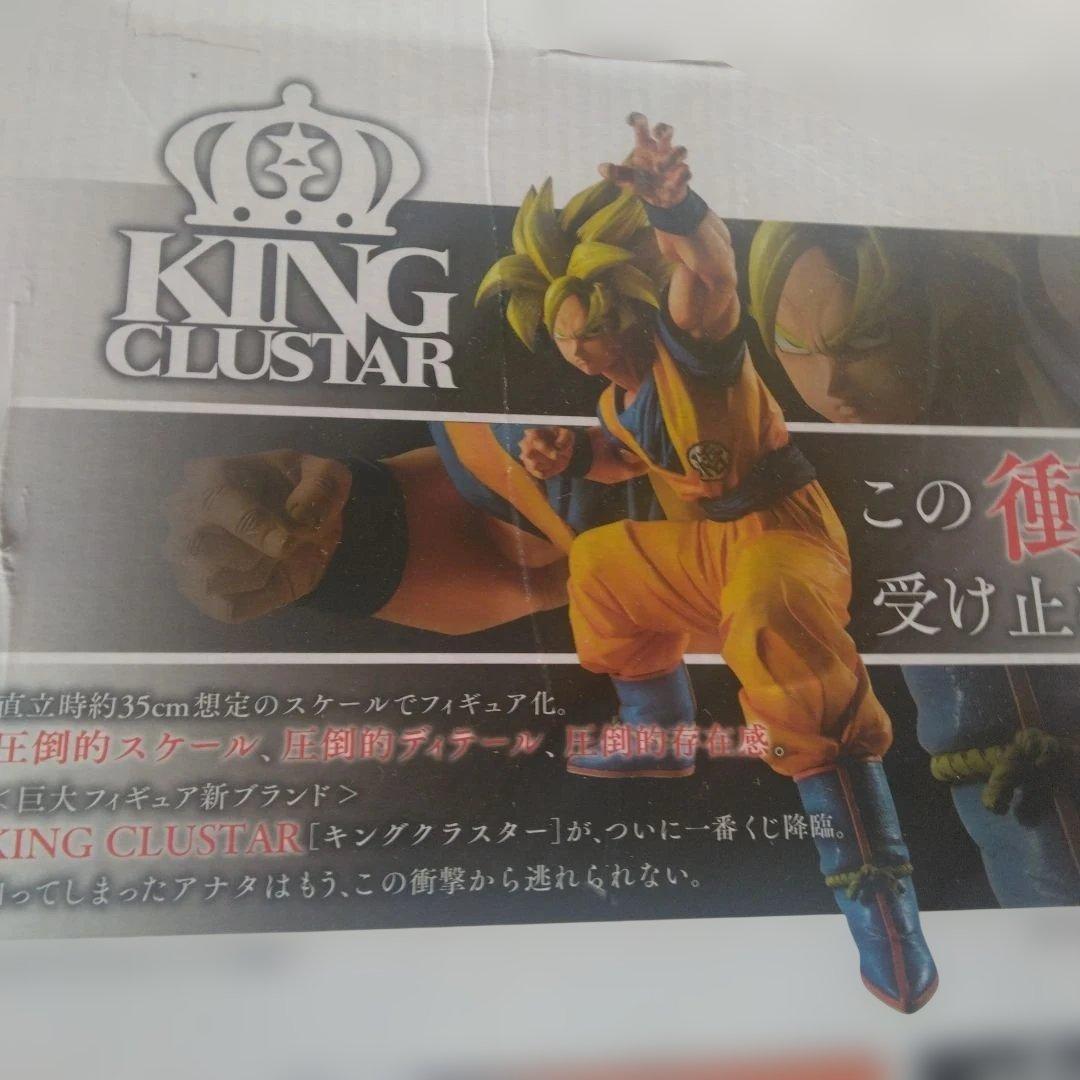 KING
CLUSTAR
この衝
受け止
直立時約35cm想定のスケールでフィギュア化。
圧倒的スケール、圧倒的ディテール、圧倒的存在感。
<巨大フィギュア新ブランド>
KING CLUSTAR[キングクラスター]が、ついに一番くじ降臨。
ってしまったアナタはもう、この衝撃から逃れられない。